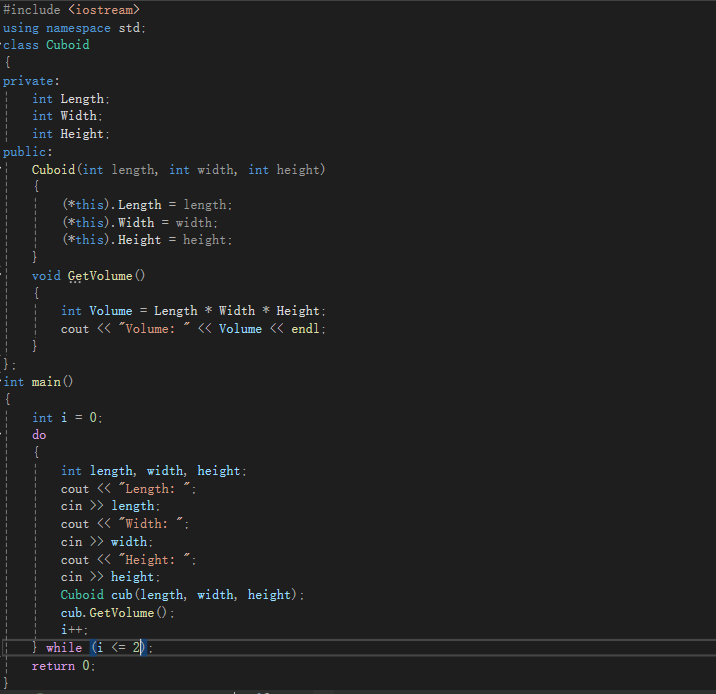 #include <iostream>
using namespace std;
class Cuboid
{
private:
    int Length;
    int Width;
    int Height;
public:
    Cuboid(int length, int width, int height)
    {
        (*this).Length = length;
        (*this).Width = width;
        (*this).Height = height;
    }
    void GetVolume()
    {
        int Volume = Length * Width * Height;
        cout << "Volume: " << Volume << endl;
    }
};
int main()
{
    int i = 0;
    do
    {
        int length, width, height;
        cout << "Length: ";
        cin >> length;
        cout << "Width: ";
        cin >> width;
        cout << "Height: ";
        cin >> height;
        Cuboid cub(length, width, height);
        cub.GetVolume();
        i++;
    } while (i <= 2);
    return 0;
}